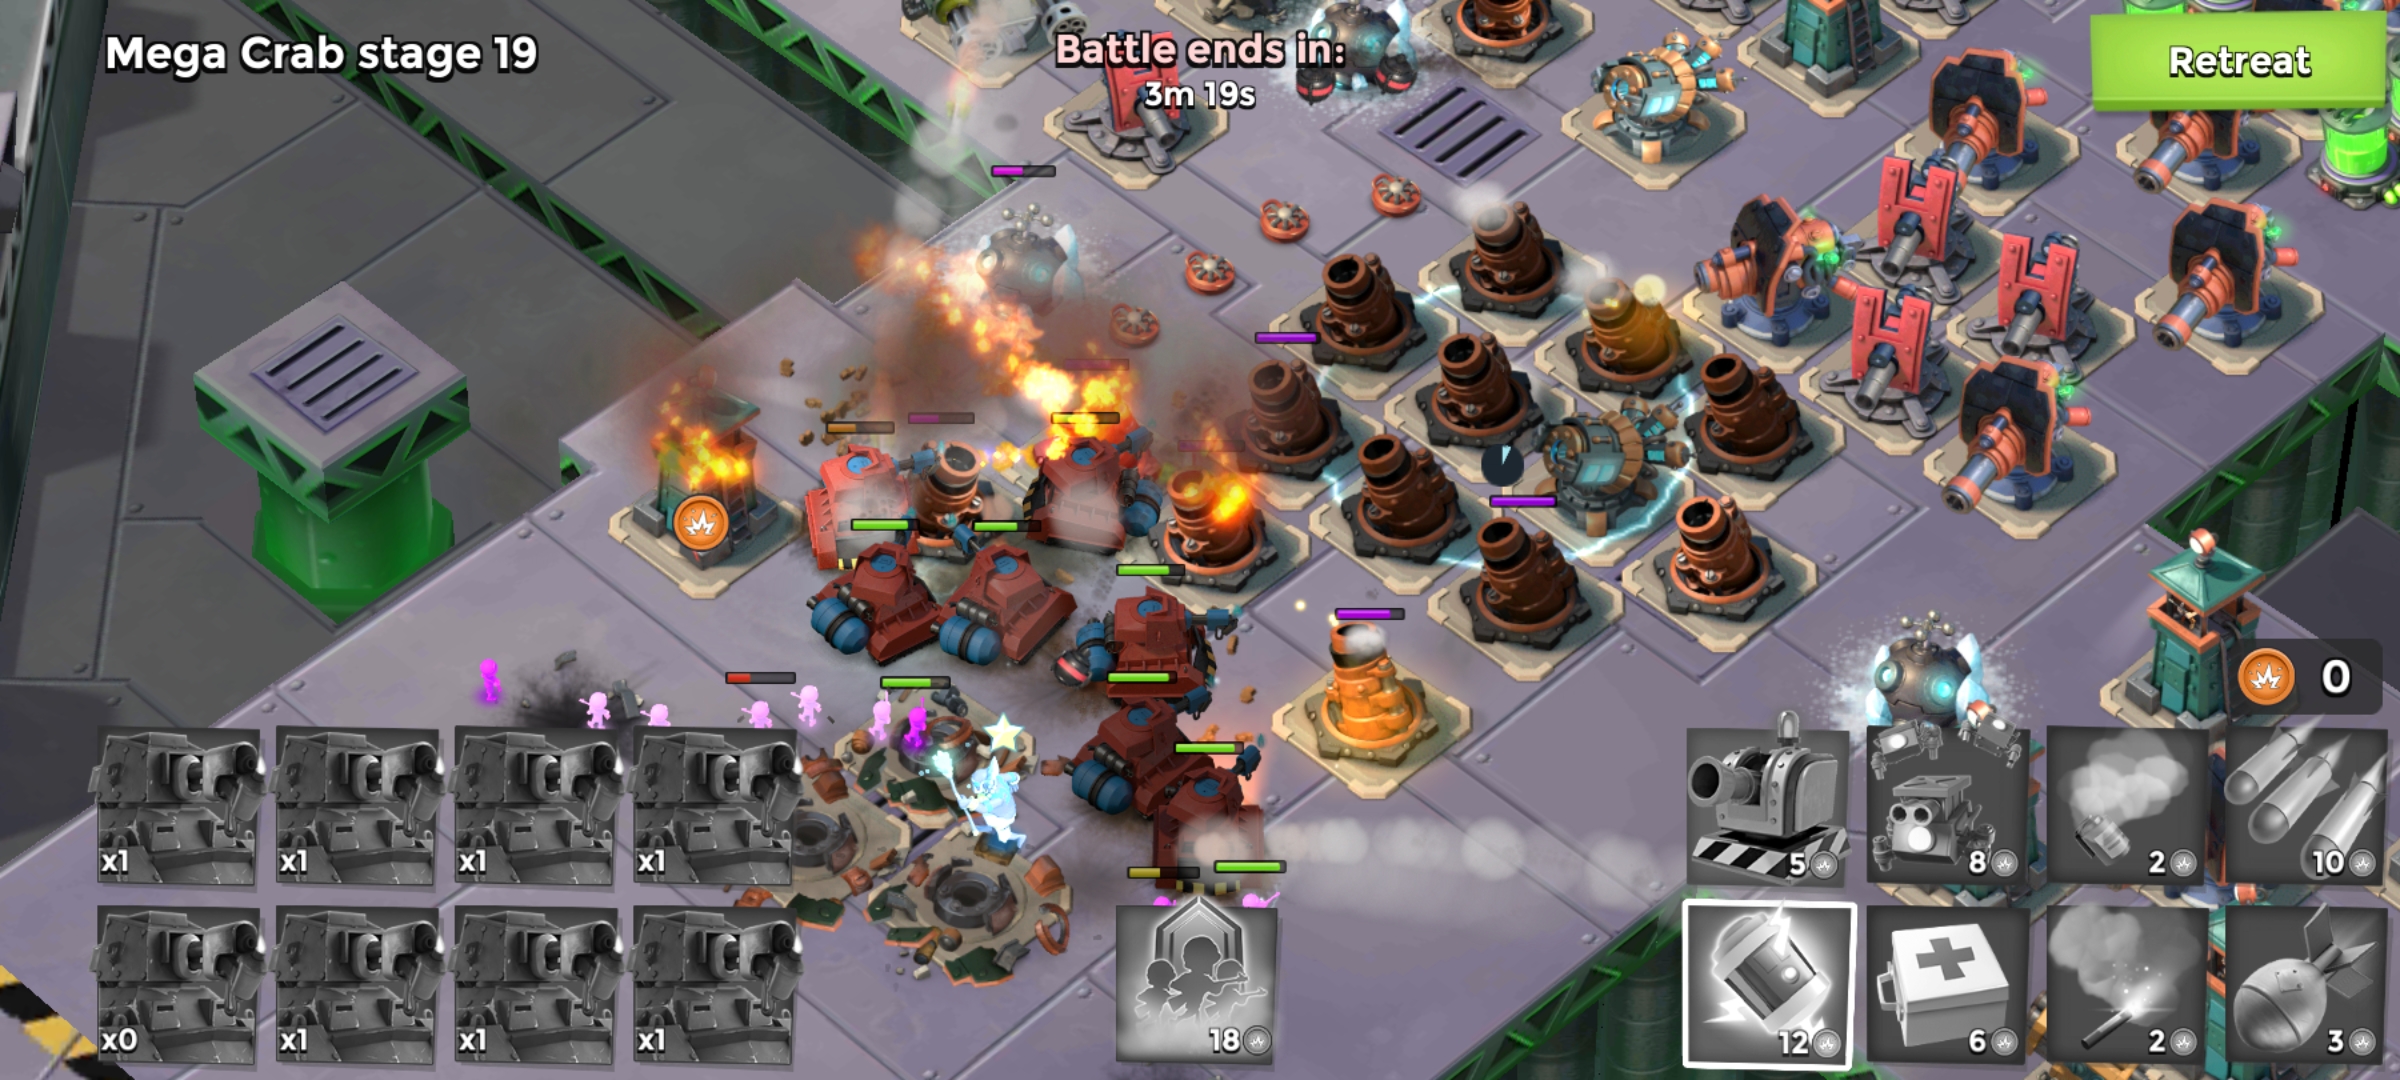 Mega Crab stage 19
Battle ends in:
3m 19s
Retreat
0
x1
x1
x1
x1
5
8
2
10
x0
x1
x1
x1
18
12
6
2
3